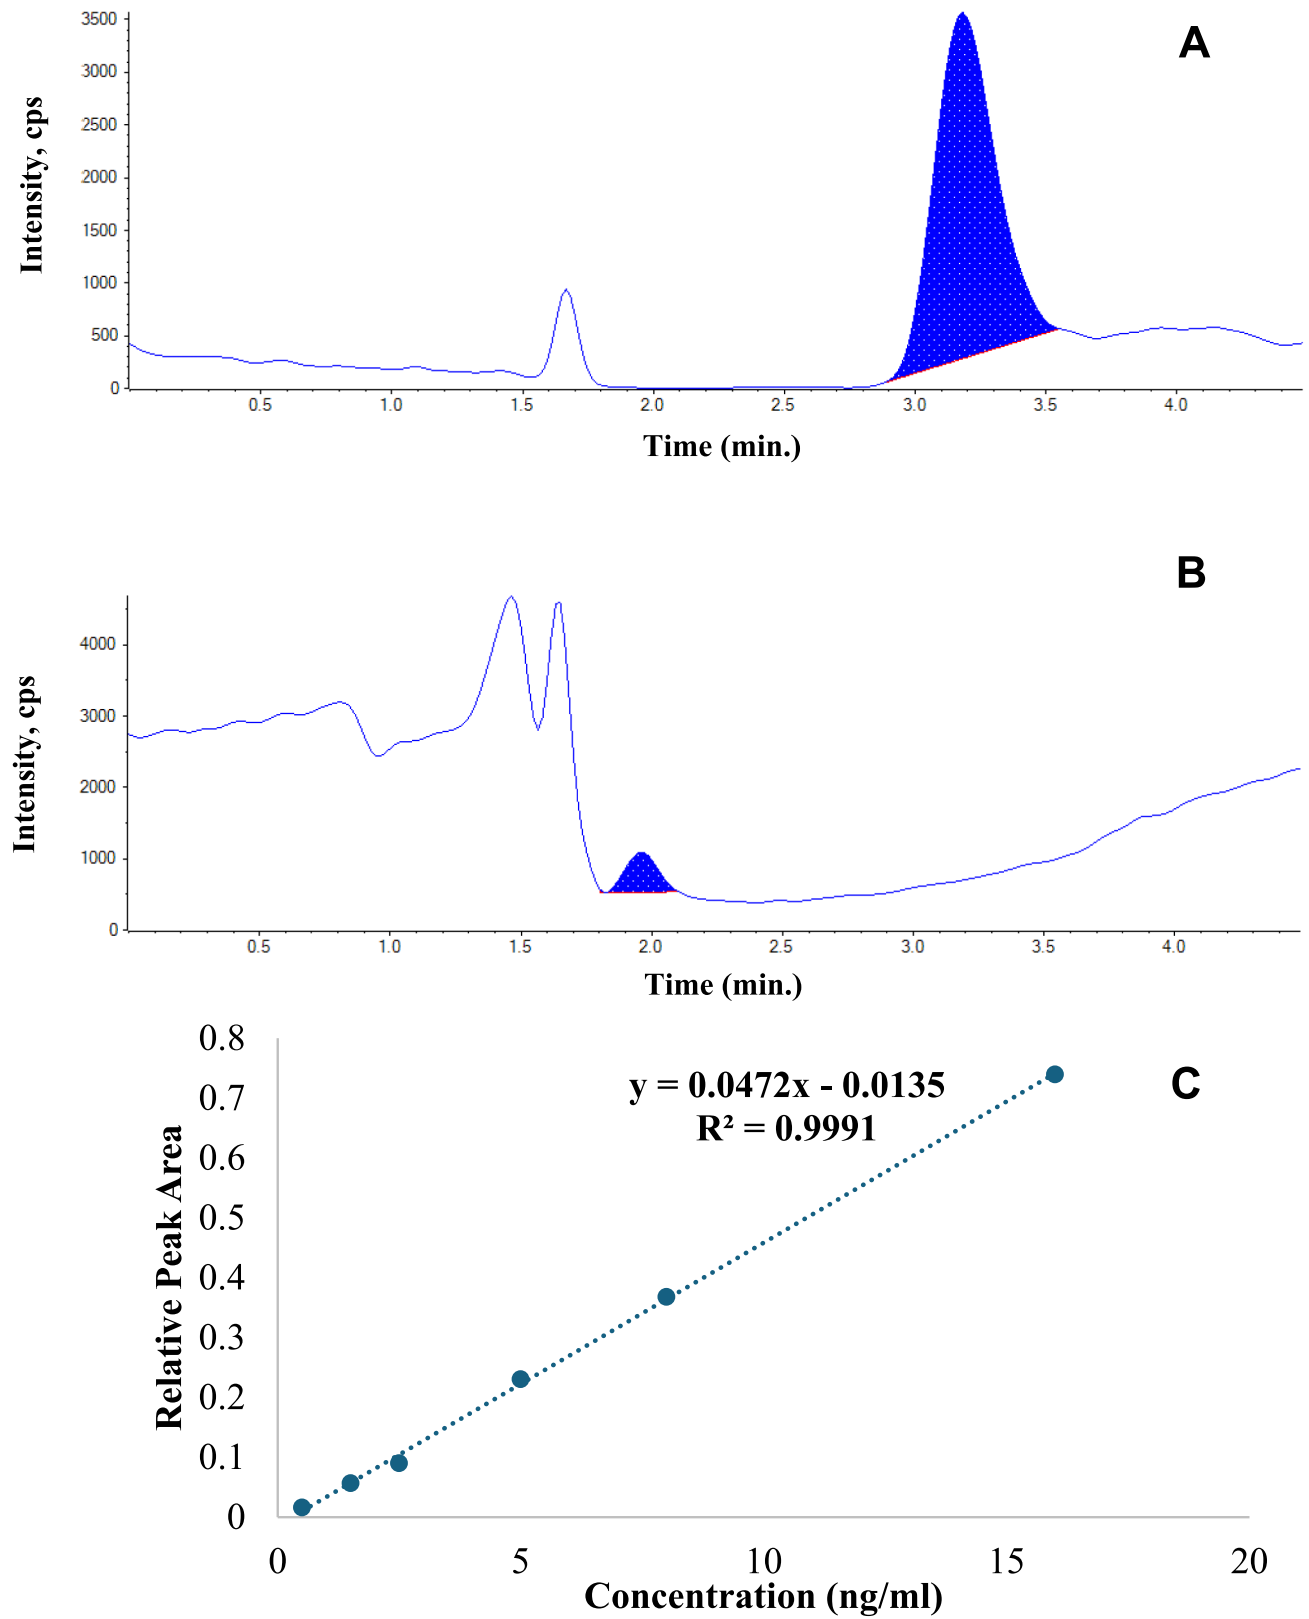 A
Intensity, cps
3500
3000
2500
2000
1500
1000
500
0
0.5 1.0 1.5 2.0 2.5 3.0 3.5 4.0
Time (min.)
B
Intensity, cps
4000
3000
2000
1000
0
0.5 1.0 1.5 2.0 2.5 3.0 3.5 4.0
Time (min.)
C
y = 0.0472x - 0.0135
R² = 0.9991
Relative Peak Area
0.8
0.7
0.6
0.5
0.4
0.3
0.2
0.1
0
0 5 10 15 20
Concentration (ng/ml)